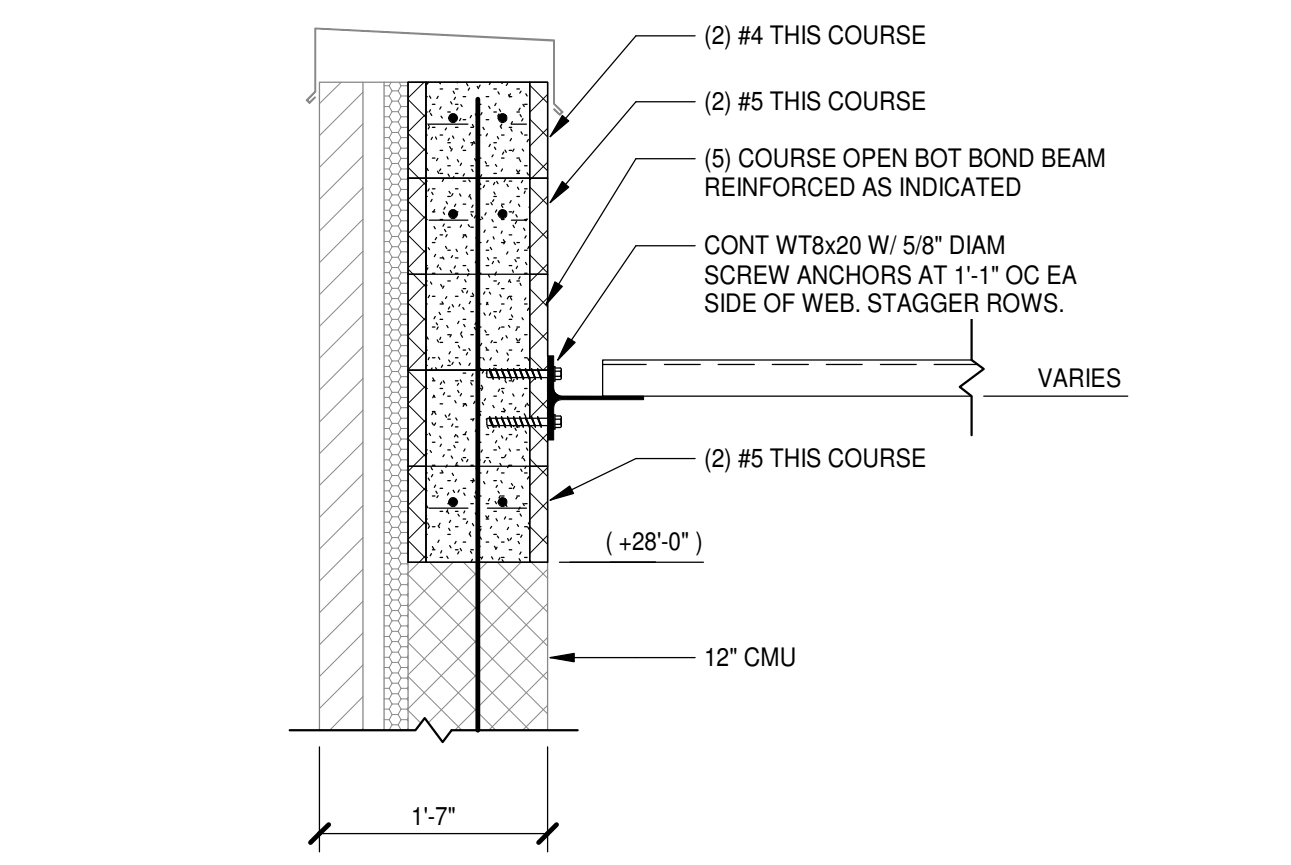 (2) #4 THIS COURSE
(2) #5 THIS COURSE
(5) COURSE OPEN BOT BOND BEAM
REINFORCED AS INDICATED
CONT WT8x20 W/ 5/8" DIAM
SCREW ANCHORS AT 1'-1" OC EA
SIDE OF WEB. STAGGER ROWS.
VARIES
(2) #5 THIS COURSE
( +28'-0" )
12" CMU
1'-7"